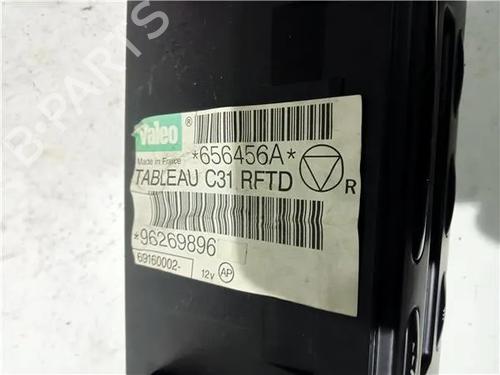 Valeo ®
*656456A*
Made in France
TABLEAU C31 RFTD R
*96269896
69160002- 12V AP
B-PARTS